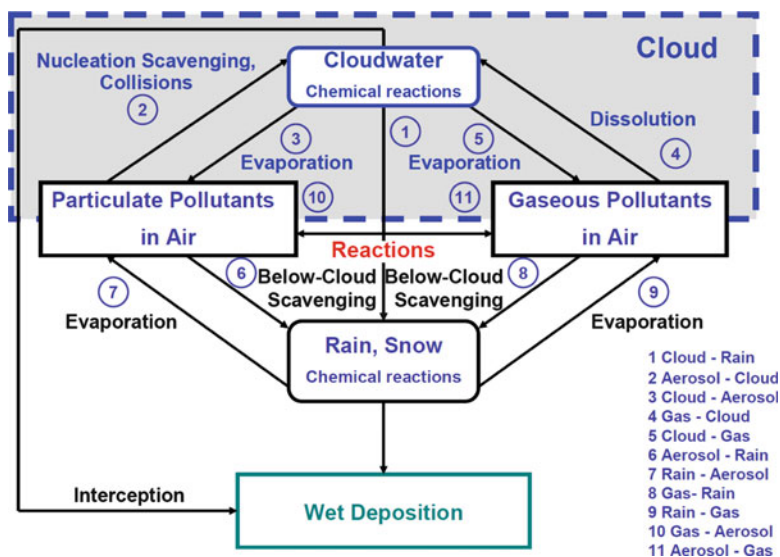 Cloud
Nucleation Scavenging,
Collisions
2
Cloudwater
Chemical reactions
Dissolution
4
3
Evaporation
1
5
Evaporation
10
11
Particulate Pollutants
in Air
Gaseous Pollutants
in Air
Reactions
6
Below-Cloud
Scavenging
Below-Cloud
Scavenging
8
7
Evaporation
9
Evaporation
Rain, Snow
Chemical reactions
Interception
Wet Deposition
1 Cloud - Rain
2 Aerosol - Cloud
3 Cloud - Aerosol
4 Gas - Cloud
5 Cloud - Gas
6 Aerosol - Rain
7 Rain - Aerosol
8 Gas- Rain
9 Rain - Gas
10 Gas - Aerosol
11 Aerosol - Gas